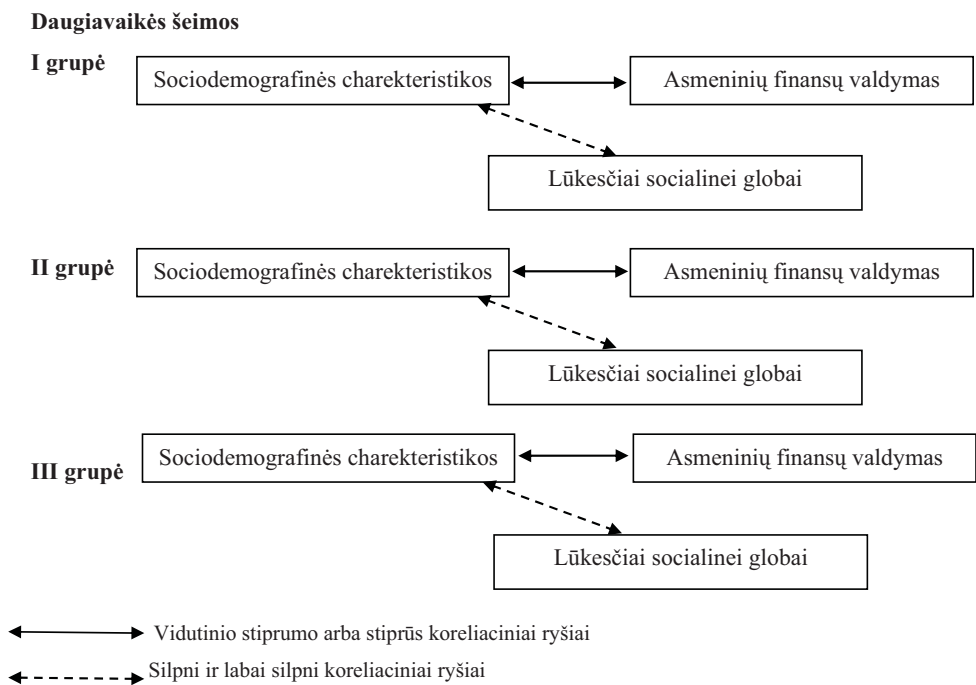 Daugiavaikės šeimos
I grupė
Sociodemografinės charekteristikos
Asmeninių finansų valdymas
Lūkesčiai socialinei globai
II grupė
Sociodemografinės charekteristikos
Asmeninių finansų valdymas
Lūkesčiai socialinei globai
III grupė
Sociodemografinės charekteristikos
Asmeninių finansų valdymas
Lūkesčiai socialinei globai
Vidutinio stiprumo arba stiprūs koreliaciniai ryšiai
Silpni ir labai silpni koreliaciniai ryšiai